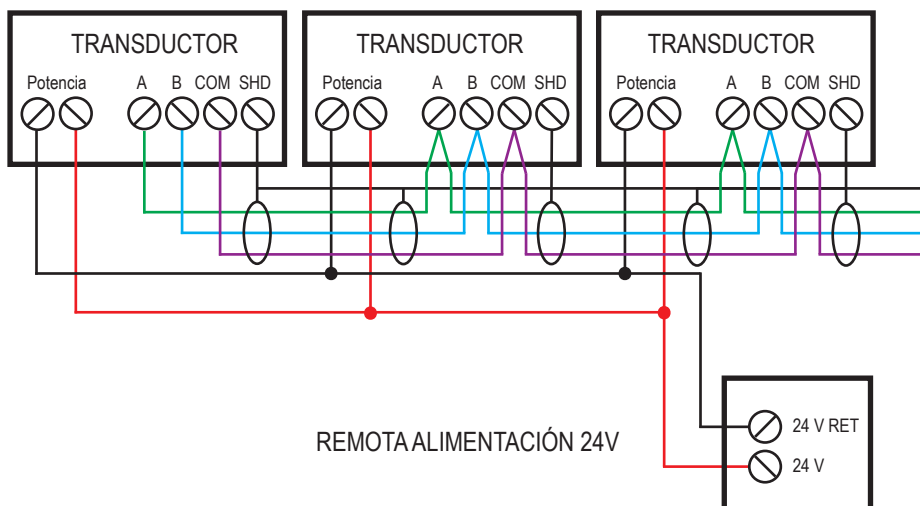 TRANSDUCTOR TRANSDUCTOR TRANSDUCTOR
Potencia A B COM SHD Potencia A B COM SHD Potencia A B COM SHD
24 V RET
REMOTA ALIMENTACIÓN 24V
24 V